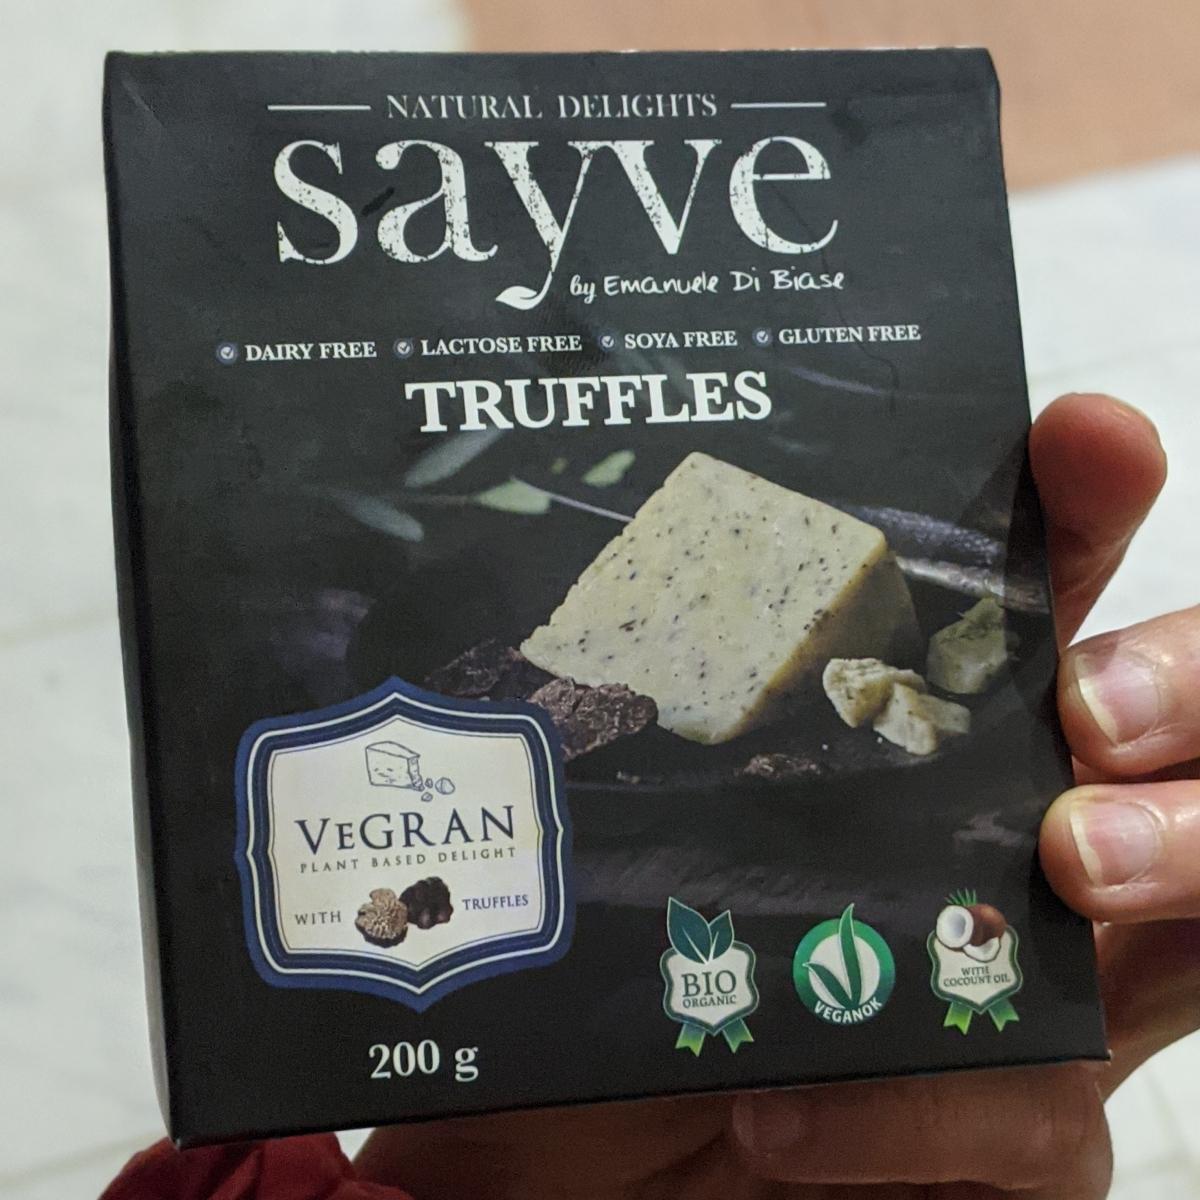 NATURAL DELIGHTS
sayve
by Emanuele Di Biase
DAIRY FREE LACTOSE FREE SOYA FREE GLUTEN FREE
TRUFFLES
VEGRAN
PLANT BASED DELIGHT
WITH TRUFFLES
BIO
ORGANIC
VEGANOK
WITH
COCOUNT OIL
200 g